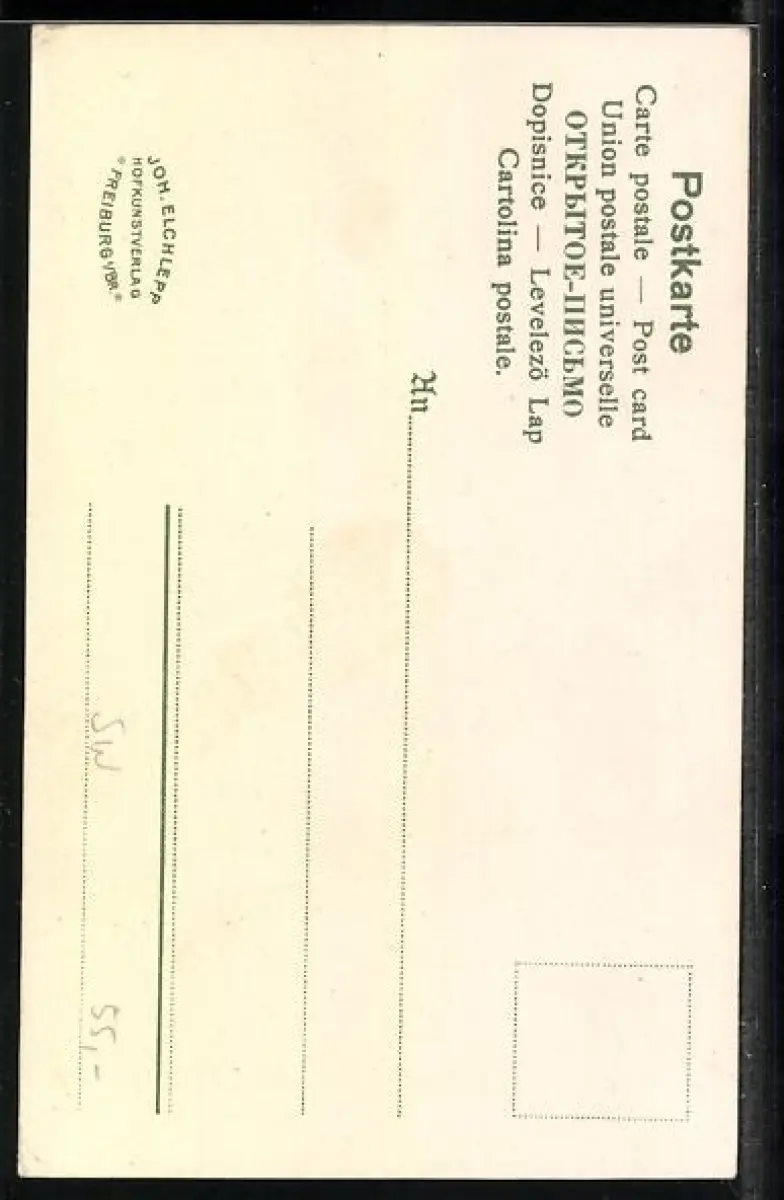 Postkarte
Carte postale — Post card
Union postale universelle
ОТКРЫТОЕ-ПИСЬМО
Dopisnice — Levelező Lap
Cartolina postale.
An
JOH. ELCHLEPP
HOFKUNSTVERLAG
* FREIBURG I/BR. *
SW
55,-